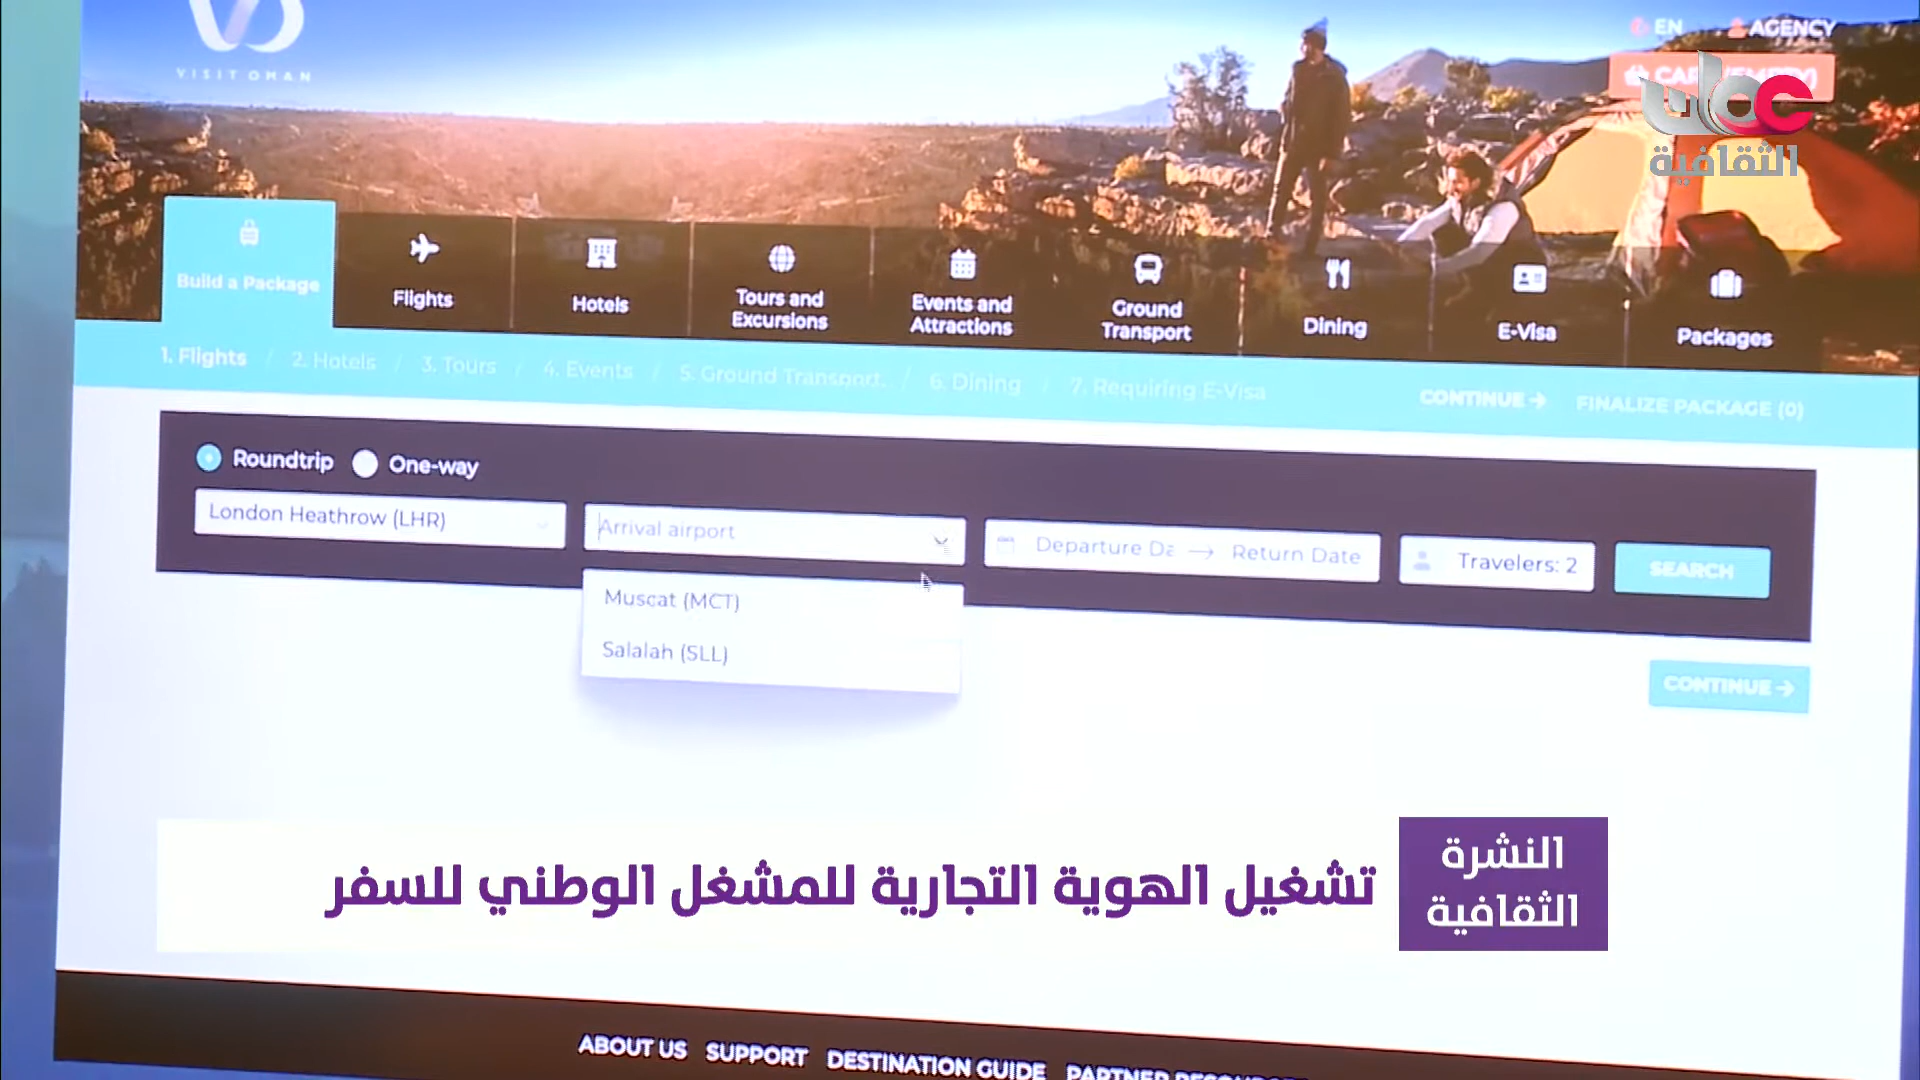 VISIT OMAN
EN
AGENCY
عمان
الثقافية
Build a Package
Flights
Hotels
Tours and
Excursions
Events and
Attractions
Ground
Transport
Dining
E-Visa
Packages
1. Flights / 2. Hotels / 3. Tours / 4. Events / 5. Ground Transport. / 6. Dining / 7. Requiring E-Visa
CONTINUE →
FINALIZE PACKAGE (0)
Roundtrip
One-way
London Heathrow (LHR)
Arrival airport
Departure Da → Return Date
Travelers: 2
SEARCH
Muscat (MCT)
Salalah (SLL)
CONTINUE →
النشرة
الثقافية
تشغيل الهوية التجارية للمشغل الوطني للسفر
ABOUT US
SUPPORT
DESTINATION GUIDE
PARTNER